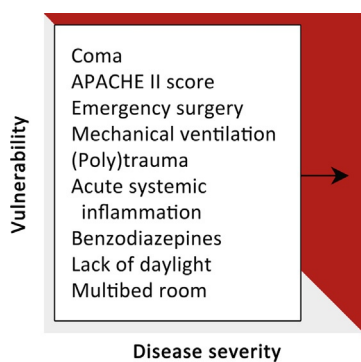 Vulnerability
Coma
APACHE II score
Emergency surgery
Mechanical ventilation
(Poly)trauma
Acute systemic
inflammation
Benzodiazepines
Lack of daylight
Multibed room
Disease severity